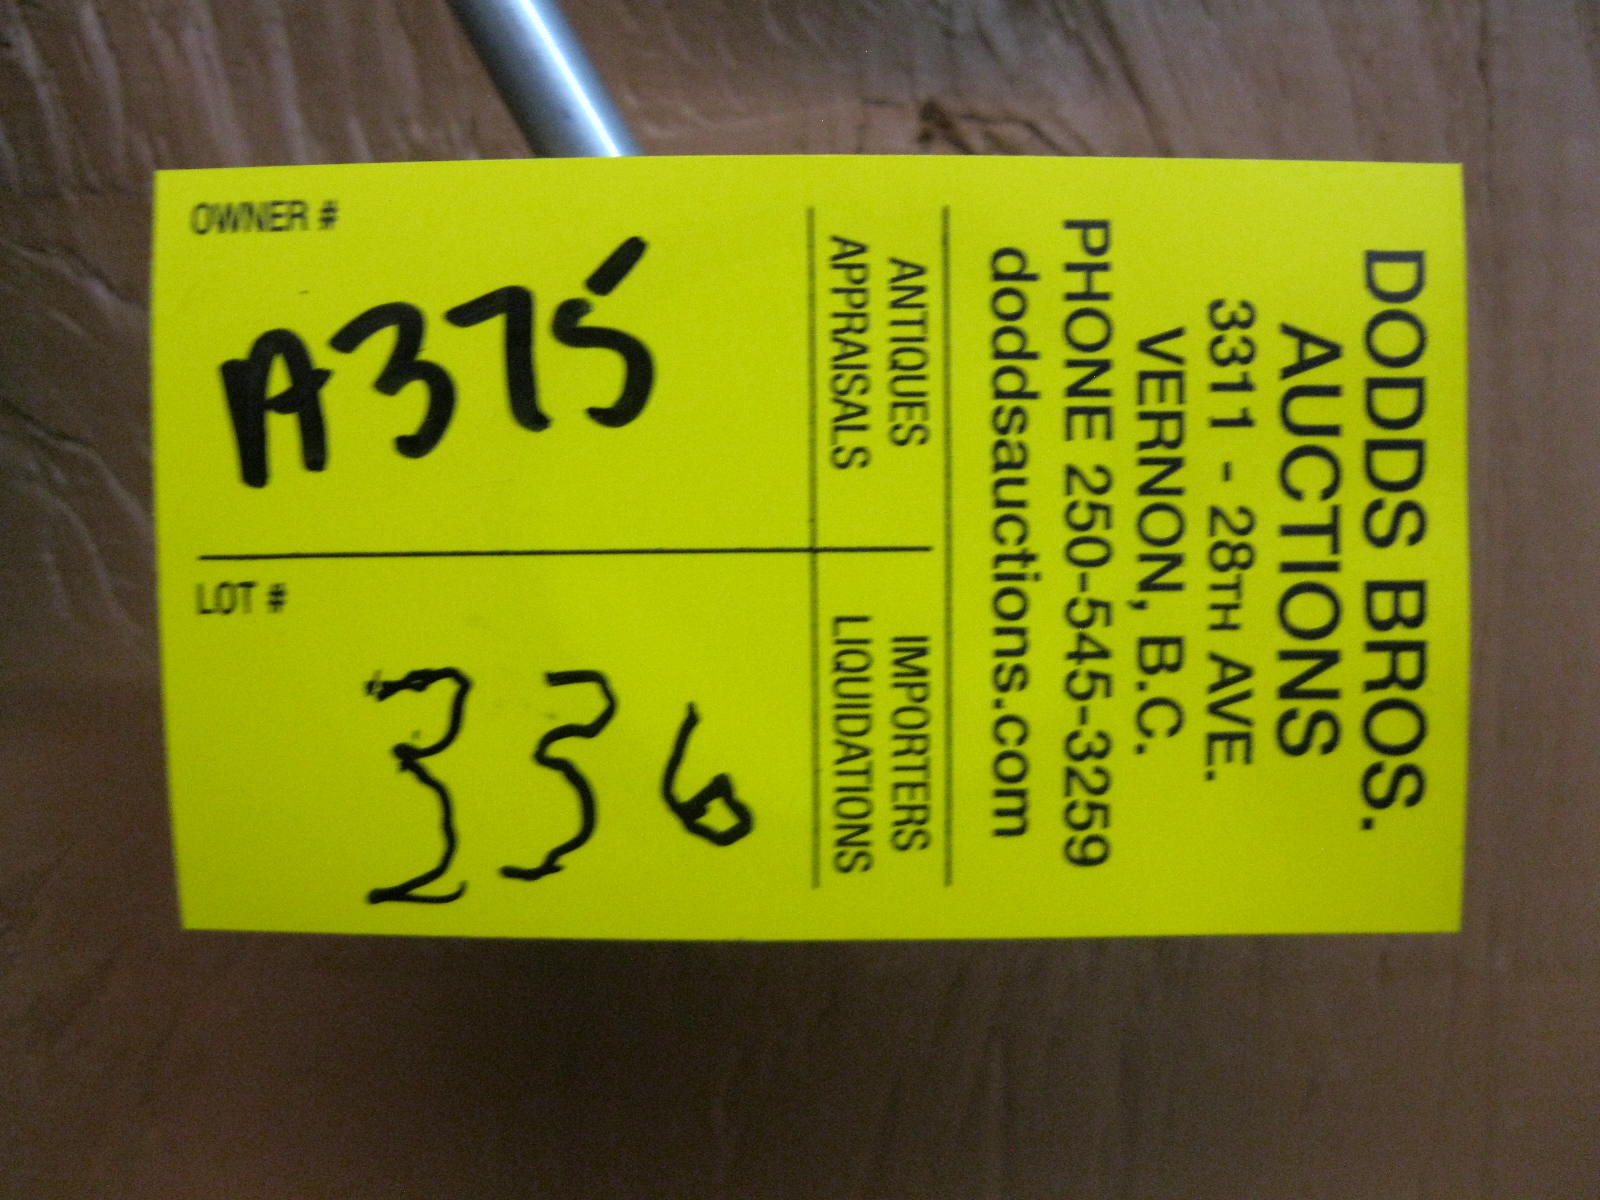 DODDS BROS.
AUCTIONS
3311 - 28TH AVE.
VERNON, B.C.
PHONE 250-545-3259
doddsauctions.com
ANTIQUES
APPRAISALS
IMPORTERS
LIQUIDATIONS
OWNER #
A375
LOT #
336